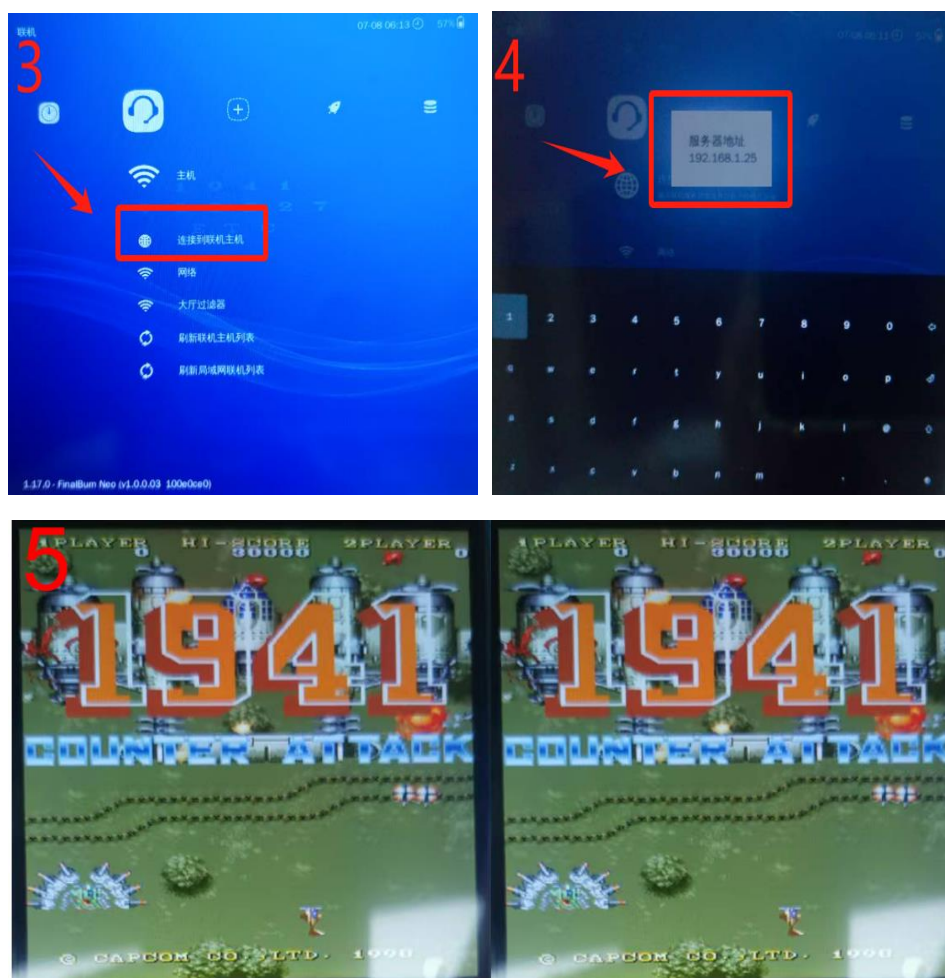 联机
07-08 06:13 57%
3
主机
连接到联机主机
网络
大厅过滤器
刷新联机主机列表
刷新局域网联机列表
1.17.0 - FinalBurn Neo (v1.0.0.03 100e0ce0)
4
服务器地址
192.168.1.25
网络
1 2 3 4 5 6 7 8 9 0
q w e r t y u i o p
a s d f g h j k l @
z x c v b n m
5
1PLAYER HI-SCORE 2PLAYER
0 30000 0
1941
COUNTER ATTACK
© CAPCOM CO., LTD. 1990
1PLAYER HI-SCORE 2PLAYER
0 30000 0
1941
COUNTER ATTACK
© CAPCOM CO., LTD. 1990